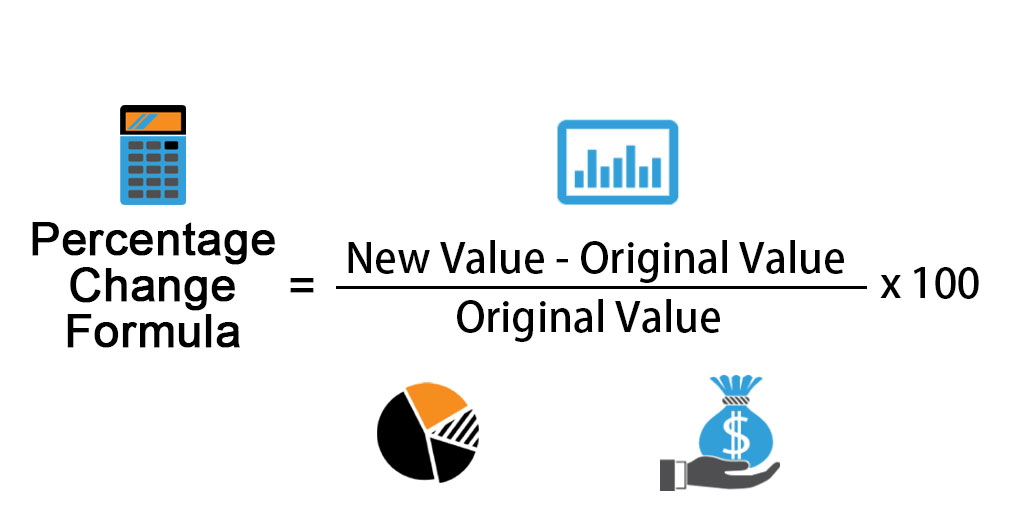 Percentage
Change
Formula
=
New Value - Original Value
Original Value
x 100
$